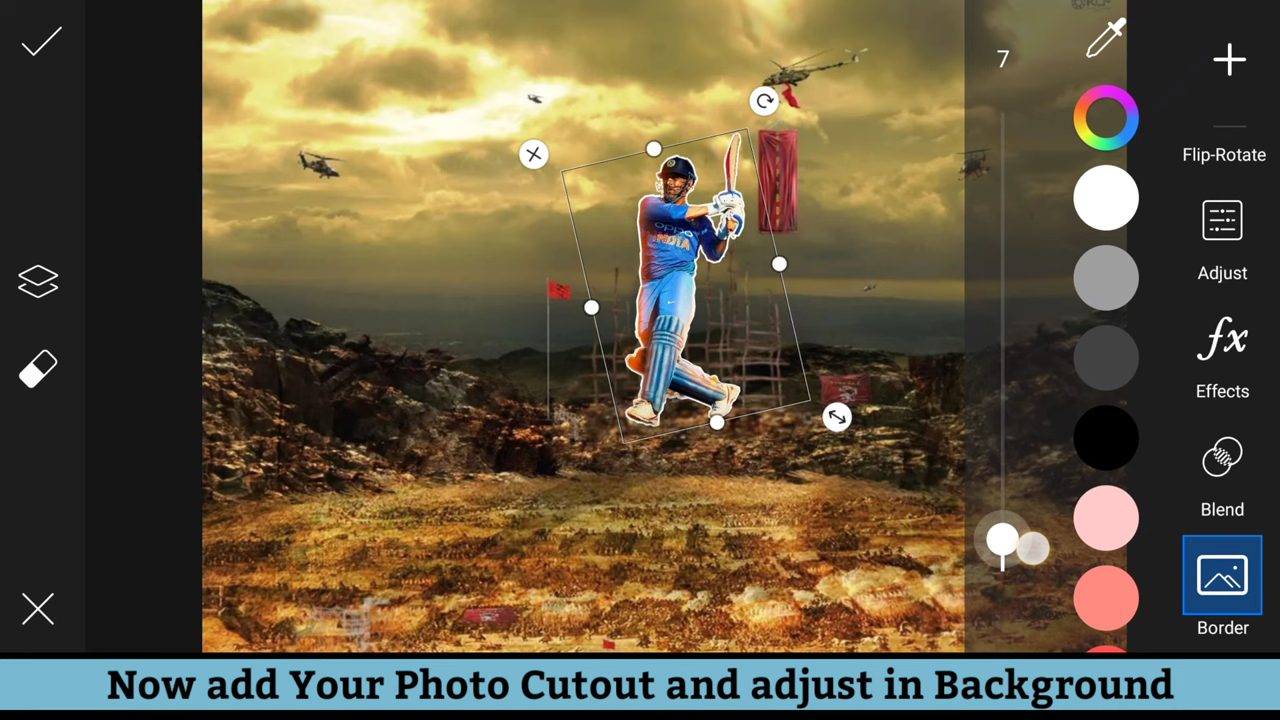 7
Flip-Rotate
Adjust
fx
Effects
Blend
Border
oppo
INDIA
Now add Your Photo Cutout and adjust in Background